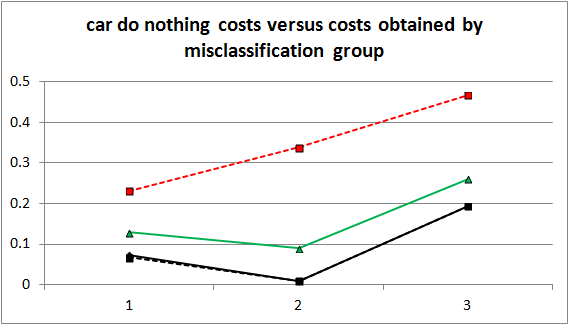 car do nothing costs versus costs obtained by
misclassification group
0.5
0.4
0.3
0.2
0.1
0
1 2 3